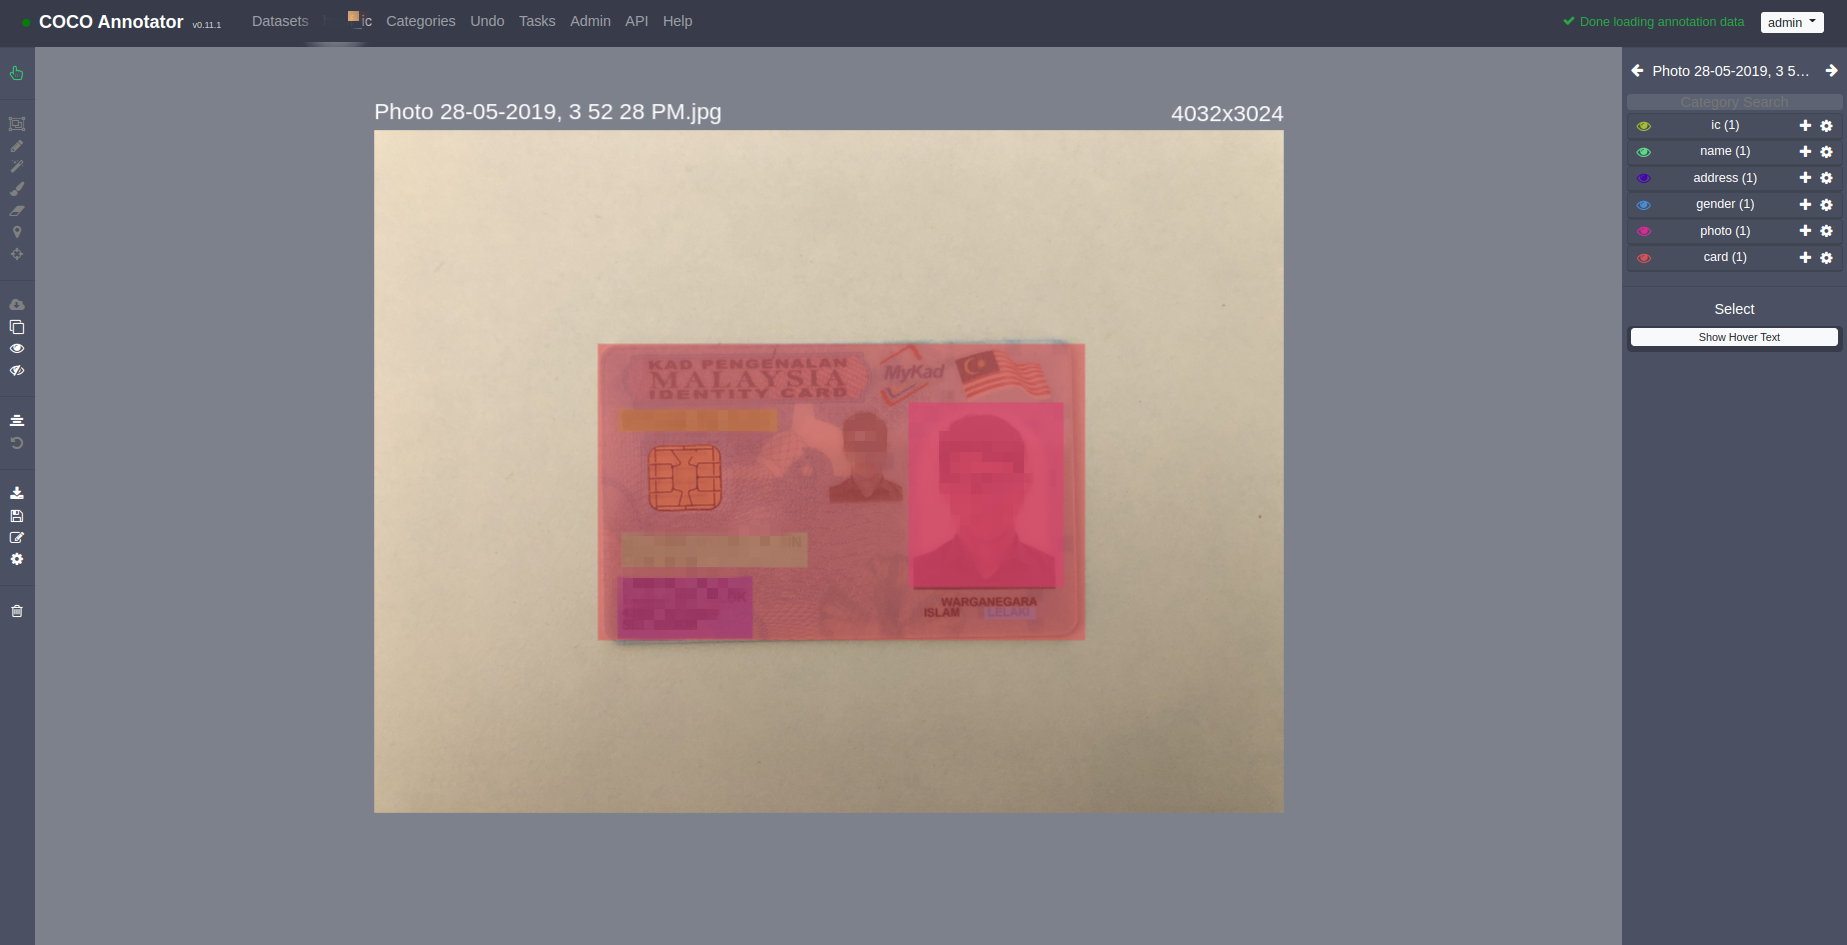 COCO Annotator v0.11.1 Datasets ic Categories Undo Tasks Admin API Help Done loading annotation data admin
Photo 28-05-2019, 3 5...
Photo 28-05-2019, 3 52 28 PM.jpg 4032x3024
Category Search
ic (1)
name (1)
address (1)
gender (1)
photo (1)
card (1)
Select
Show Hover Text
KAD PENGENALAN
MALAYSIA
IDENTITY CARD
MyKad
WARGANEGARA
ISLAM LELAKI